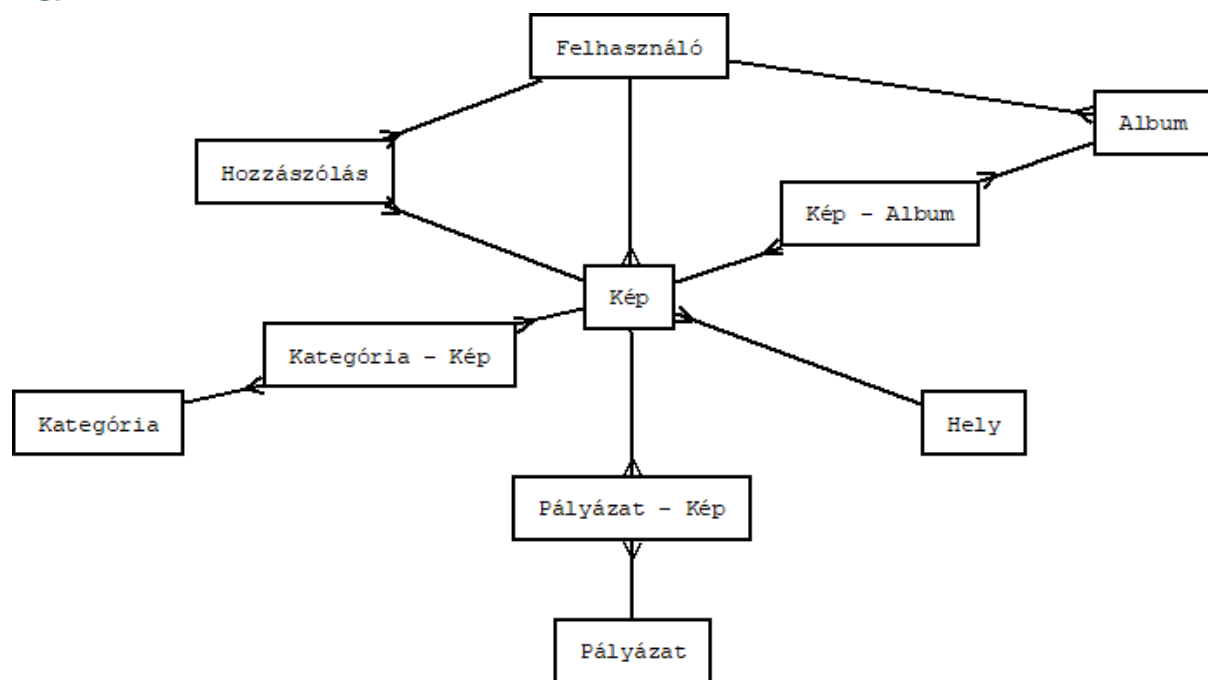 Felhasználó
Album
Hozzászólás
Kép - Album
Kép
Kategória - Kép
Kategória
Hely
Pályázat - Kép
Pályázat